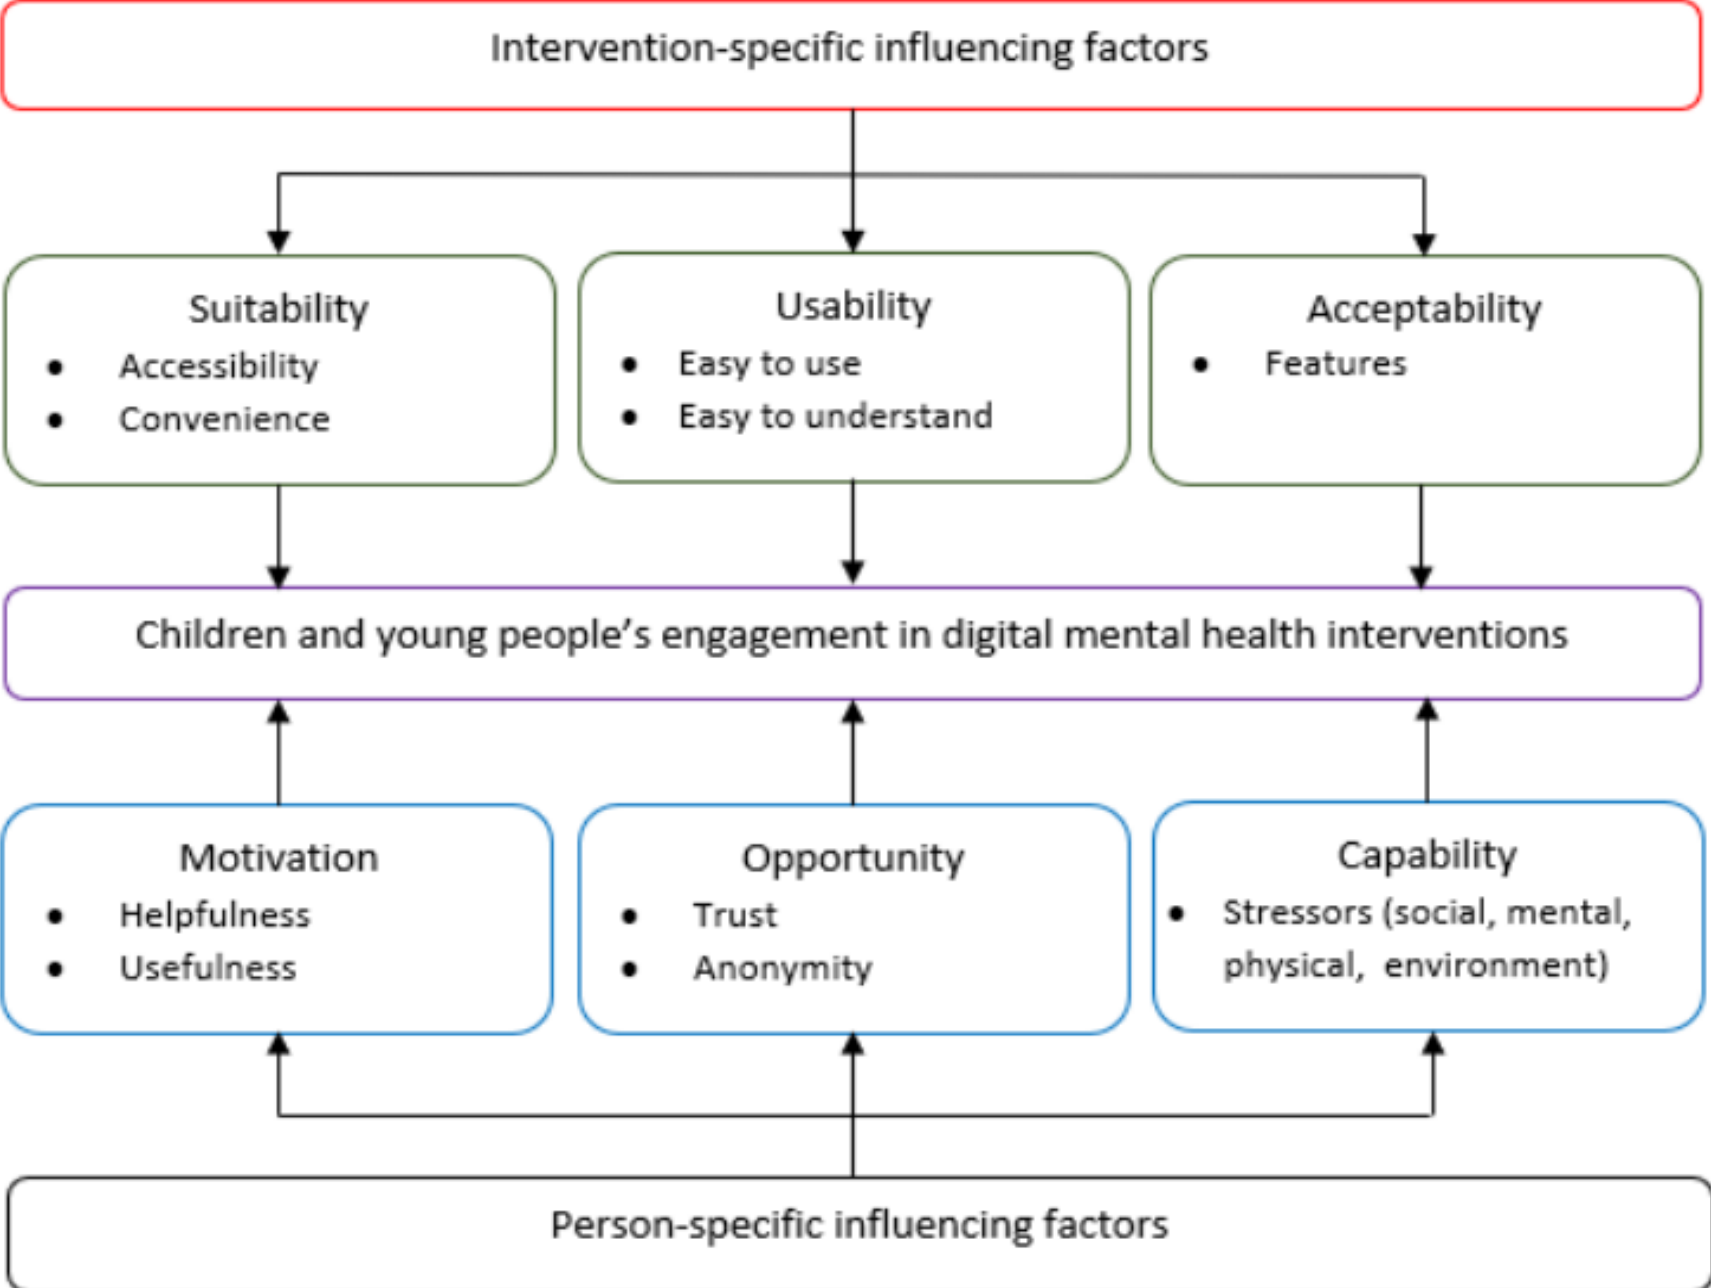 Intervention-specific influencing factors
Suitability
• Accessibility
• Convenience
Usability
• Easy to use
• Easy to understand
Acceptability
• Features
Children and young people’s engagement in digital mental health interventions
Motivation
• Helpfulness
• Usefulness
Opportunity
• Trust
• Anonymity
Capability
• Stressors (social, mental,
physical, environment)
Person-specific influencing factors